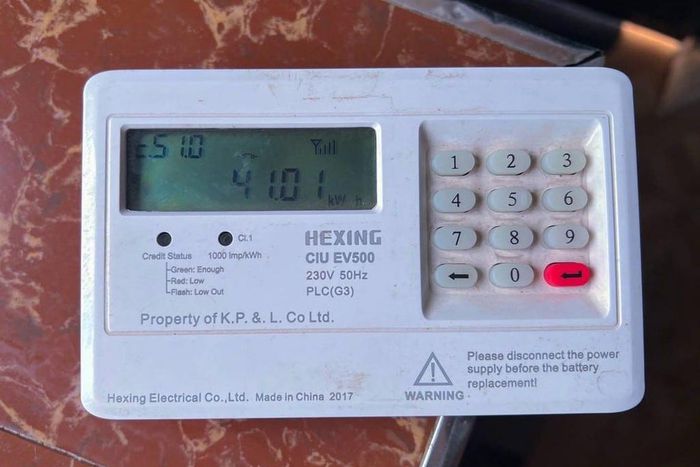 c.51.0
41.01
kW h
1 2 3
4 5 6
7 8 9
← 0 ↵
Cl.1
Credit Status 1000 Imp/kWh
Green: Enough
Red: Low
Flash: Low Out
HEXING
CIU EV500
230V 50Hz
PLC(G3)
Property of K.P. &. L. Co Ltd.
Please disconnect the power
supply before the battery
replacement!
WARNING
Hexing Electrical Co.,Ltd. Made in China 2017